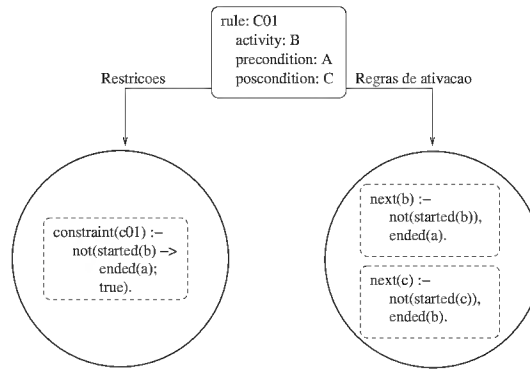 rule: C01
activity: B
precondition: A
poscondition: C
Restricoes
Regras de ativacao
constraint(c01) :–
not(started(b) –>
ended(a);
true).
next(b) :–
not(started(b)),
ended(a).
next(c) :–
not(started(c)),
ended(b).